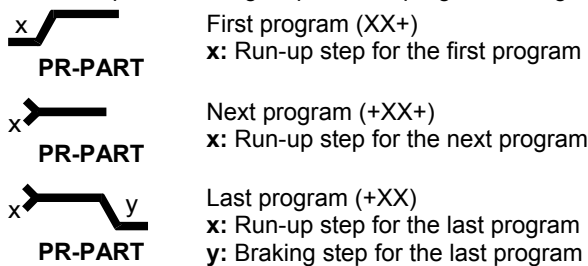 x
First program (XX+)
x: Run-up step for the first program
PR-PART
Next program (+XX+)
x
x: Run-up step for the next program
PR-PART
Last program (+XX)
x y
x: Run-up step for the last program
PR-PART
y: Braking step for the last program